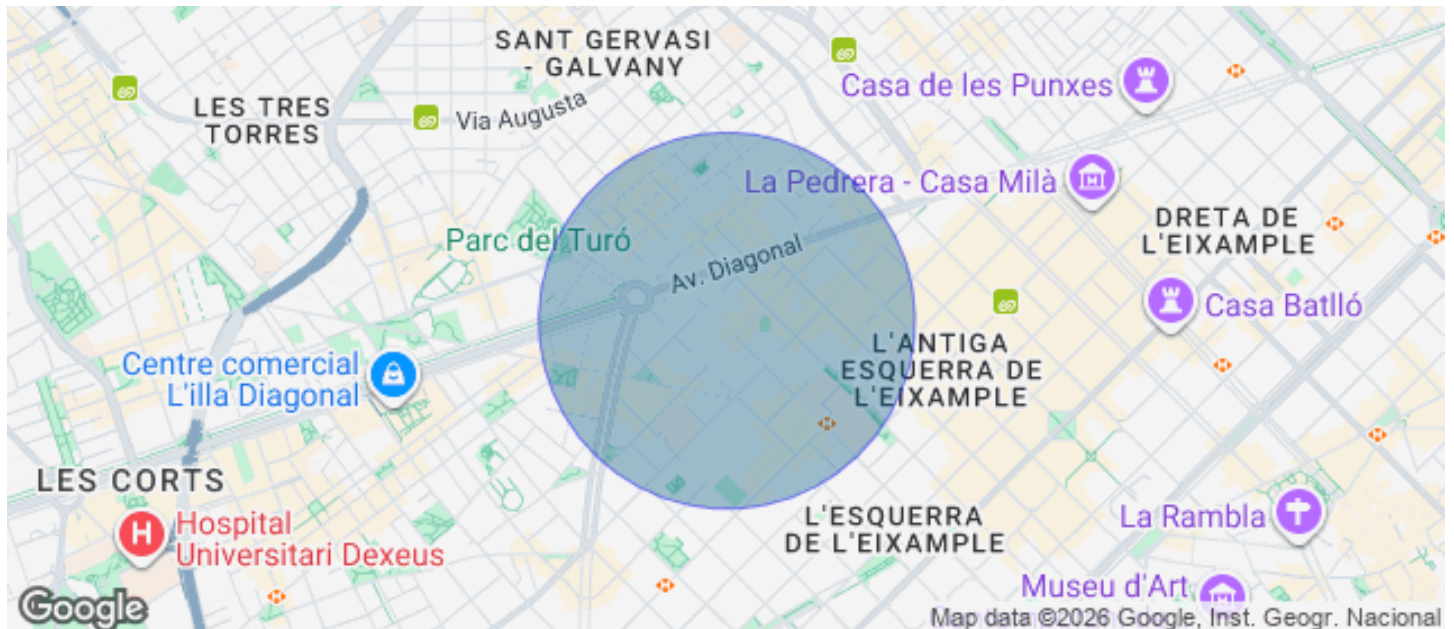 SANT GERVASI
- GALVANY
Casa de les Punxes
LES TRES
TORRES
Via Augusta
La Pedrera - Casa Milà
DRETA DE
L'EIXAMPLE
Parc del Turó
Av. Diagonal
Casa Batlló
L'ANTIGA
ESQUERRA DE
L'EIXAMPLE
Centre comercial
L'illa Diagonal
LES CORTS
H
Hospital
Universitari Dexeus
L'ESQUERRA
DE L'EIXAMPLE
La Rambla
Museu d'Art
Google
Map data ©2026 Google, Inst. Geogr. Nacional